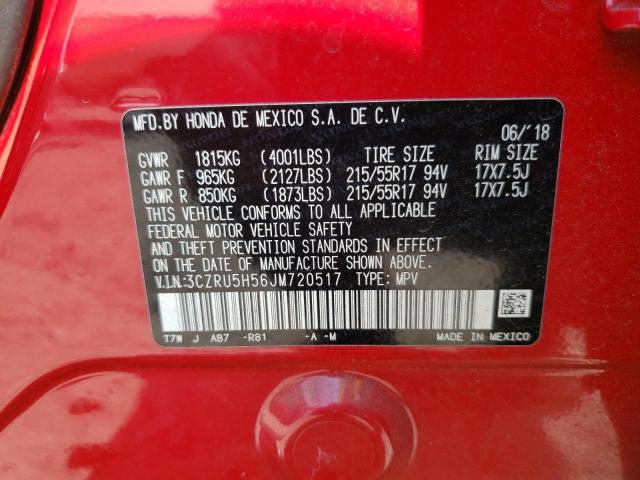 MFD.BY HONDA DE MEXICO S.A. DE C.V.
06/'18
GVWR 1815KG (4001LBS) TIRE SIZE RIM SIZE
GAWR F 965KG (2127LBS) 215/55R17 94V 17X7.5J
GAWR R 850KG (1873LBS) 215/55R17 94V 17X7.5J
THIS VEHICLE CONFORMS TO ALL APPLICABLE
FEDERAL MOTOR VEHICLE SAFETY
AND THEFT PREVENTION STANDARDS IN EFFECT
ON THE DATE OF MANUFACTURE SHOWN ABOVE.
V.I.N:3CZRU5H56JM720517 TYPE: MPV
T7W J AB7 -R81 -A -M MADE IN MEXICO